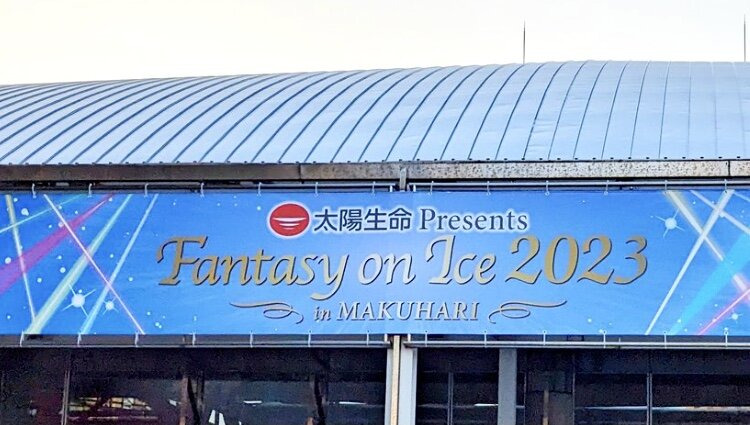 太陽生命 Presents
Fantasy on Ice 2023
in MAKUHARI